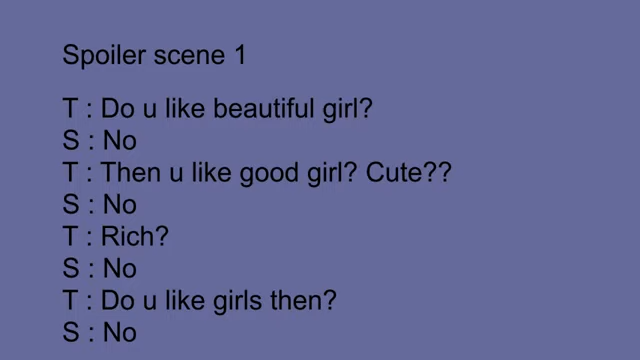 Spoiler scene 1
T : Do u like beautiful girl?
S : No
T : Then u like good girl? Cute??
S : No
T : Rich?
S : No
T : Do u like girls then?
S : No